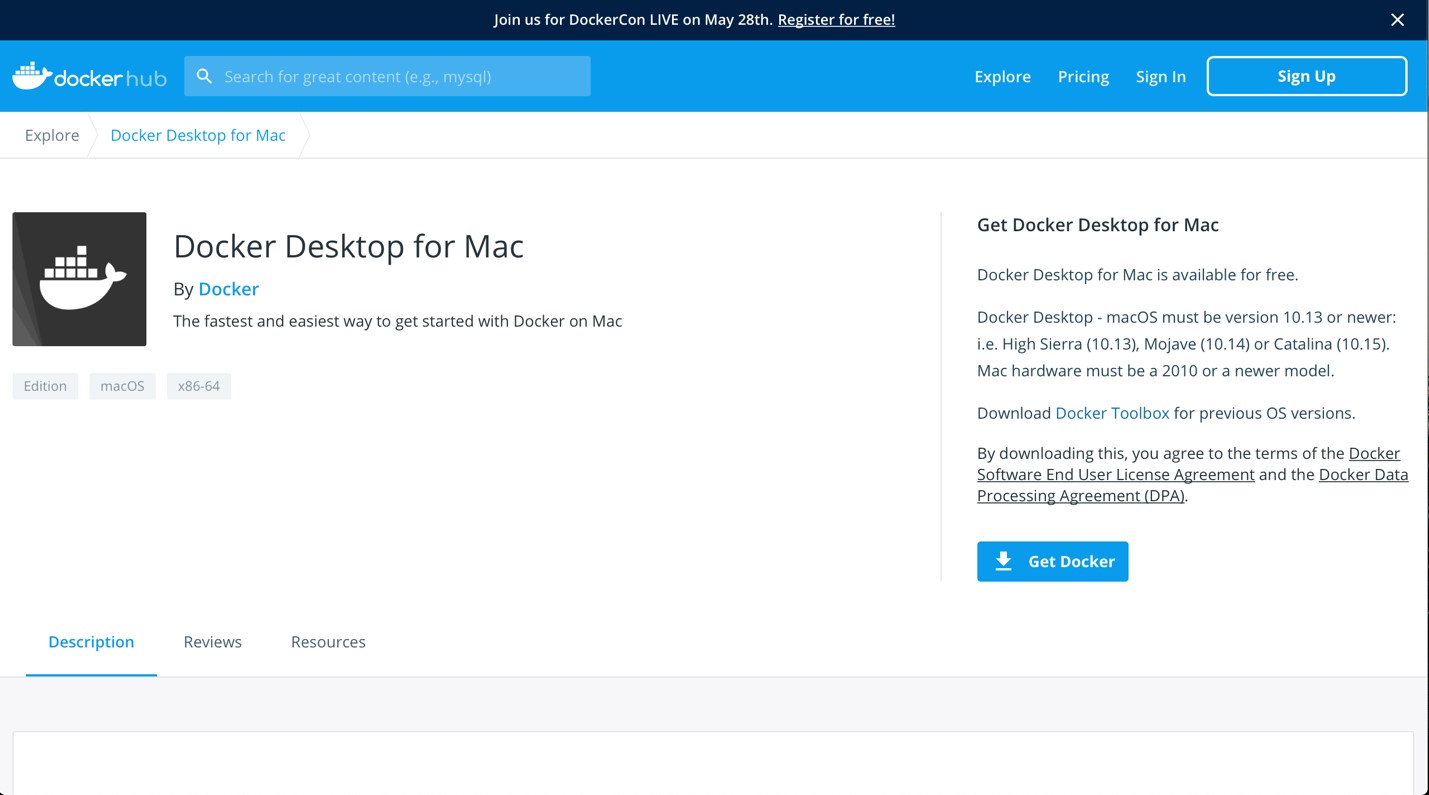 Join us for DockerCon LIVE on May 28th. Register for free!
dockerhub
Search for great content (e.g., mysql)
Explore
Pricing
Sign In
Sign Up
Explore
Docker Desktop for Mac
Docker Desktop for Mac
By Docker
The fastest and easiest way to get started with Docker on Mac
Edition
macOS
x86-64
Get Docker Desktop for Mac
Docker Desktop for Mac is available for free.
Docker Desktop - macOS must be version 10.13 or newer:
i.e. High Sierra (10.13), Mojave (10.14) or Catalina (10.15).
Mac hardware must be a 2010 or a newer model.
Download Docker Toolbox for previous OS versions.
By downloading this, you agree to the terms of the Docker
Software End User License Agreement and the Docker Data
Processing Agreement (DPA).
Get Docker
Description
Reviews
Resources